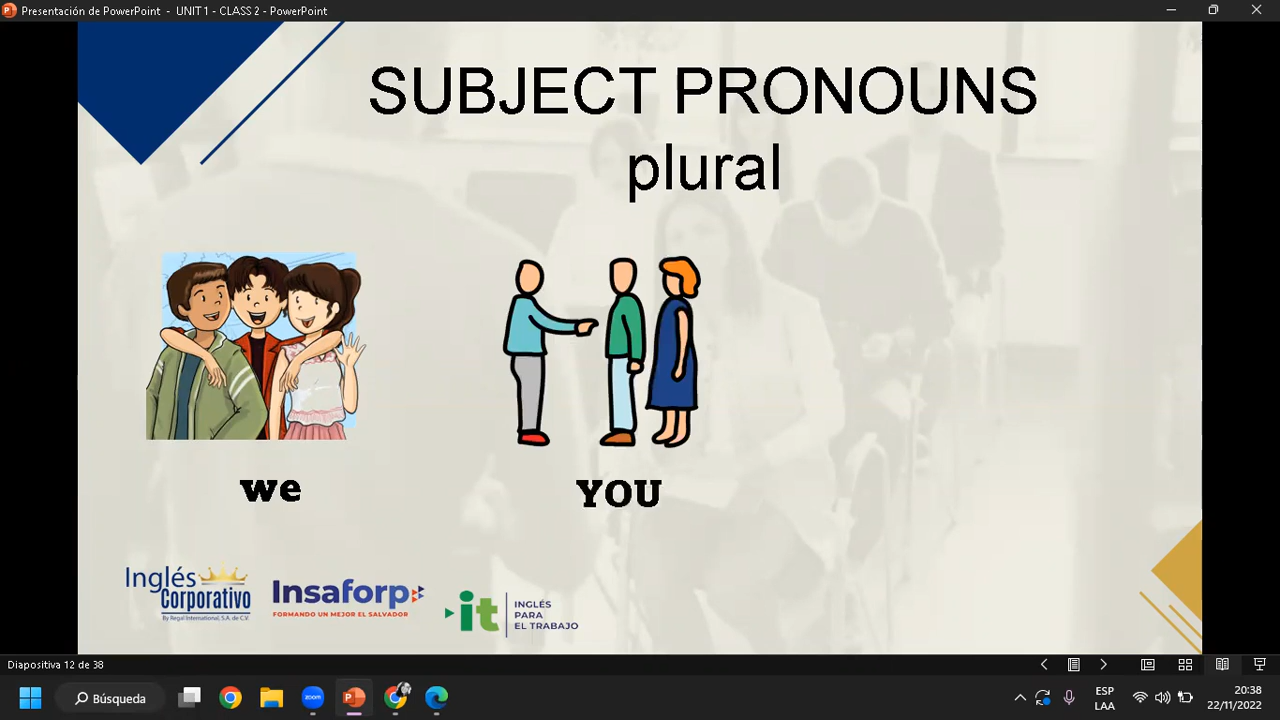 Presentación de PowerPoint - UNIT 1 - CLASS 2 - PowerPoint
SUBJECT PRONOUNS
plural
we
YOU
Inglés
Corporativo
By Regal International, S.A. de C.V.
Insaforp
FORMANDO UN MEJOR EL SALVADOR
it
INGLÉS
PARA
EL TRABAJO
Diapositiva 12 de 38
Búsqueda
zoom
ESP
LAA
20:38
22/11/2022